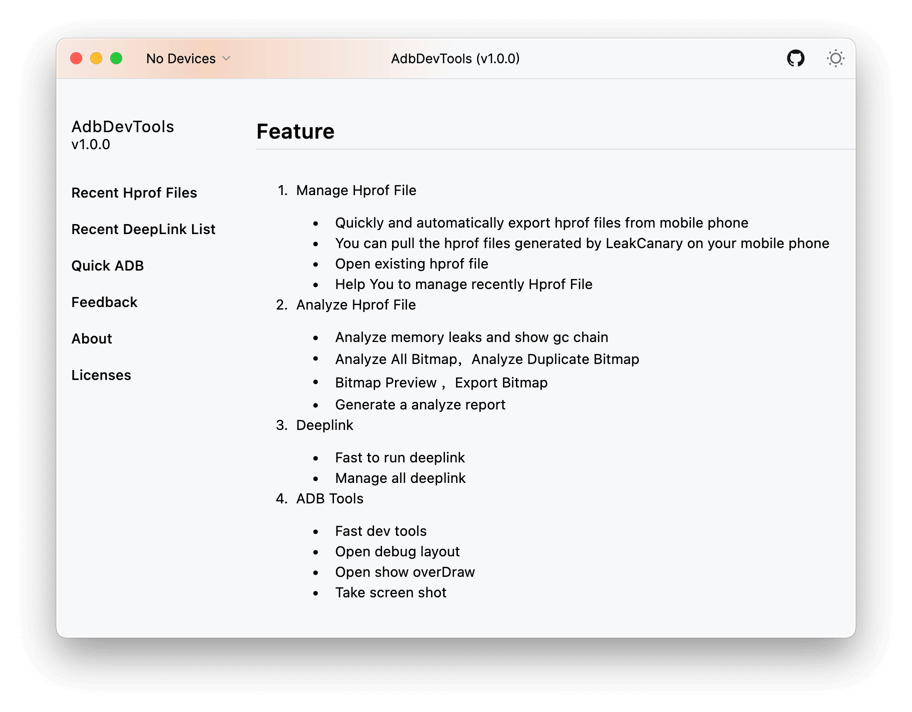 No Devices
AdbDevTools (v1.0.0)
AdbDevTools
v1.0.0
Recent Hprof Files
Recent DeepLink List
Quick ADB
Feedback
About
Licenses
Feature
1. Manage Hprof File
• Quickly and automatically export hprof files from mobile phone
• You can pull the hprof files generated by LeakCanary on your mobile phone
• Open existing hprof file
• Help You to manage recently Hprof File
2. Analyze Hprof File
• Analyze memory leaks and show gc chain
• Analyze All Bitmap，Analyze Duplicate Bitmap
• Bitmap Preview ，Export Bitmap
• Generate a analyze report
3. Deeplink
• Fast to run deeplink
• Manage all deeplink
4. ADB Tools
• Fast dev tools
• Open debug layout
• Open show overDraw
• Take screen shot